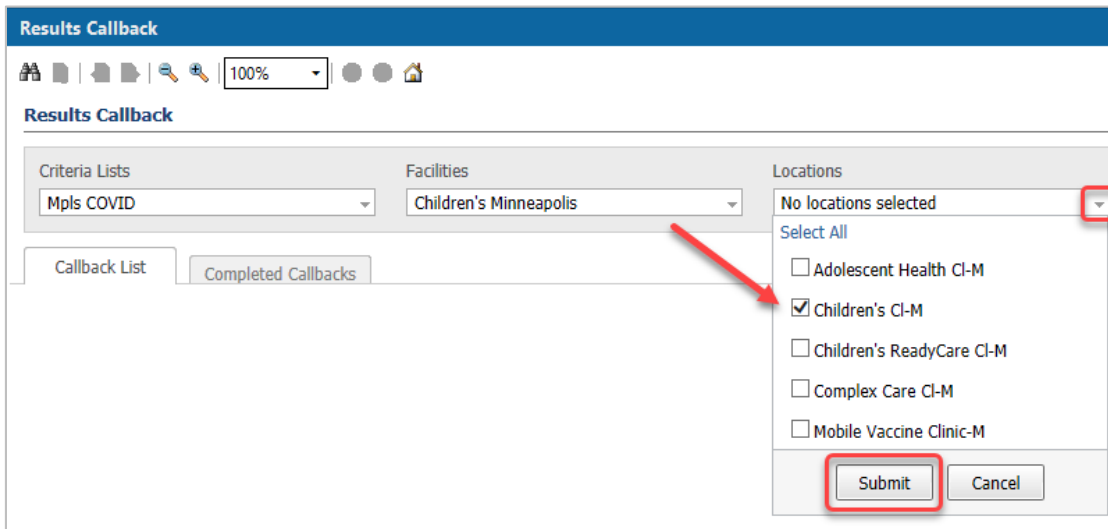 Results Callback
100%
Results Callback
Criteria Lists Facilities Locations
Mpls COVID Children's Minneapolis No locations selected
Select All
Callback List Completed Callbacks
Adolescent Health Cl-M
Children's Cl-M
Children's ReadyCare Cl-M
Complex Care Cl-M
Mobile Vaccine Clinic-M
Submit Cancel